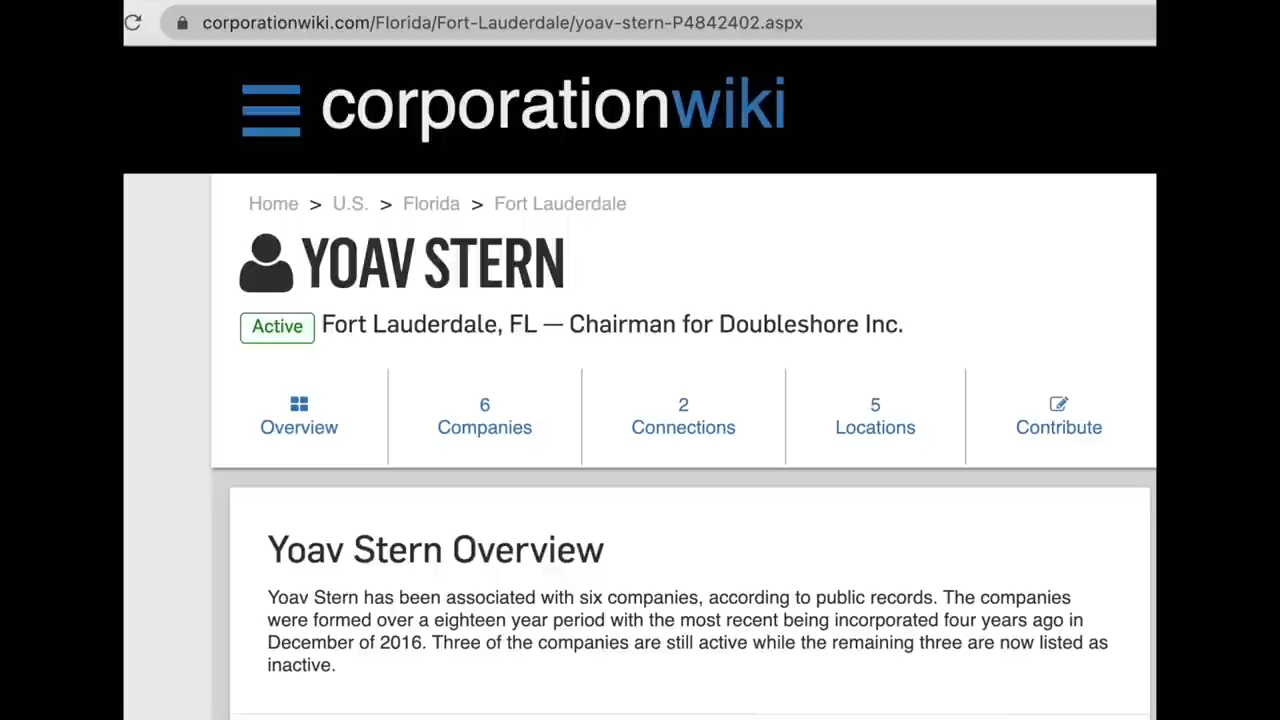 corporationwiki.com/Florida/Fort-Lauderdale/yoav-stern-P4842402.aspx
corporationwiki
Home > U.S. > Florida > Fort Lauderdale
YOAV STERN
Active Fort Lauderdale, FL — Chairman for Doubleshore Inc.
Overview
6 Companies
2 Connections
5 Locations
Contribute
Yoav Stern Overview
Yoav Stern has been associated with six companies, according to public records. The companies
were formed over a eighteen year period with the most recent being incorporated four years ago in
December of 2016. Three of the companies are still active while the remaining three are now listed as
inactive.